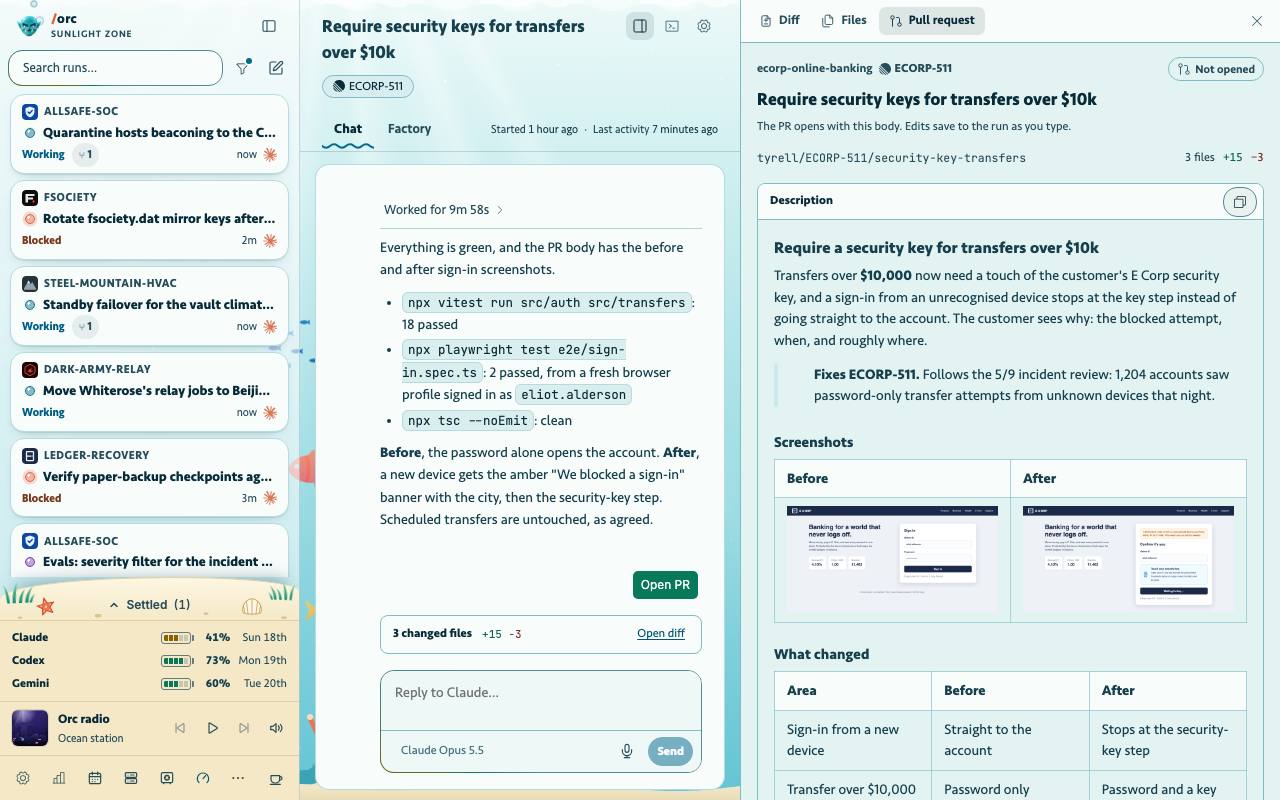 /orc
SUNLIGHT ZONE
Search runs...
ALLSAFE-SOC
Quarantine hosts beaconing to the C...
Working
1
now
FSOCIETY
Rotate fsociety.dat mirror keys after...
Blocked
2m
STEEL-MOUNTAIN-HVAC
Standby failover for the vault climat...
Working
1
now
DARK-ARMY-RELAY
Move Whiterose's relay jobs to Beiji...
Working
now
LEDGER-RECOVERY
Verify paper-backup checkpoints ag...
Blocked
3m
ALLSAFE-SOC
Evals: severity filter for the incident ...
Settled (1)
Claude 41% Sun 18th
Codex 73% Mon 19th
Gemini 60% Tue 20th
Orc radio
Ocean station
Require security keys for transfers
over $10k
ECORP-511
Chat
Factory
Started 1 hour ago · Last activity 7 minutes ago
Worked for 9m 58s
Everything is green, and the PR body has the before
and after sign-in screenshots.
• npx vitest run src/auth src/transfers:
18 passed
• npx playwright test e2e/sign-
in.spec.ts: 2 passed, from a fresh browser
profile signed in as eliot.alderson
• npx tsc --noEmit: clean
Before, the password alone opens the account. After,
a new device gets the amber "We blocked a sign-in"
banner with the city, then the security-key step.
Scheduled transfers are untouched, as agreed.
Open PR
3 changed files +15 -3
Open diff
Reply to Claude...
Claude Opus 5.5
Send
Diff
Files
Pull request
ecorp-online-banking ECORP-511
Not opened
Require security keys for transfers over $10k
The PR opens with this body. Edits save to the run as you type.
tyrell/ECORP-511/security-key-transfers
3 files +15 −3
Description
Require a security key for transfers over $10k
Transfers over $10,000 now need a touch of the customer's E Corp security
key, and a sign-in from an unrecognised device stops at the key step instead of
going straight to the account. The customer sees why: the blocked attempt,
when, and roughly where.
Fixes ECORP-511. Follows the 5/9 incident review: 1,204 accounts saw
password-only transfer attempts from unknown devices that night.
Screenshots
Before
After
Banking for a world that
never logs off.
Sign in
Banking for a world that
never logs off.
Confirm it's you
What changed
Area
Before
After
Sign-in from a new
device
Straight to the
account
Stops at the security-
key step
Transfer over $10,000
Password only
Password and a key